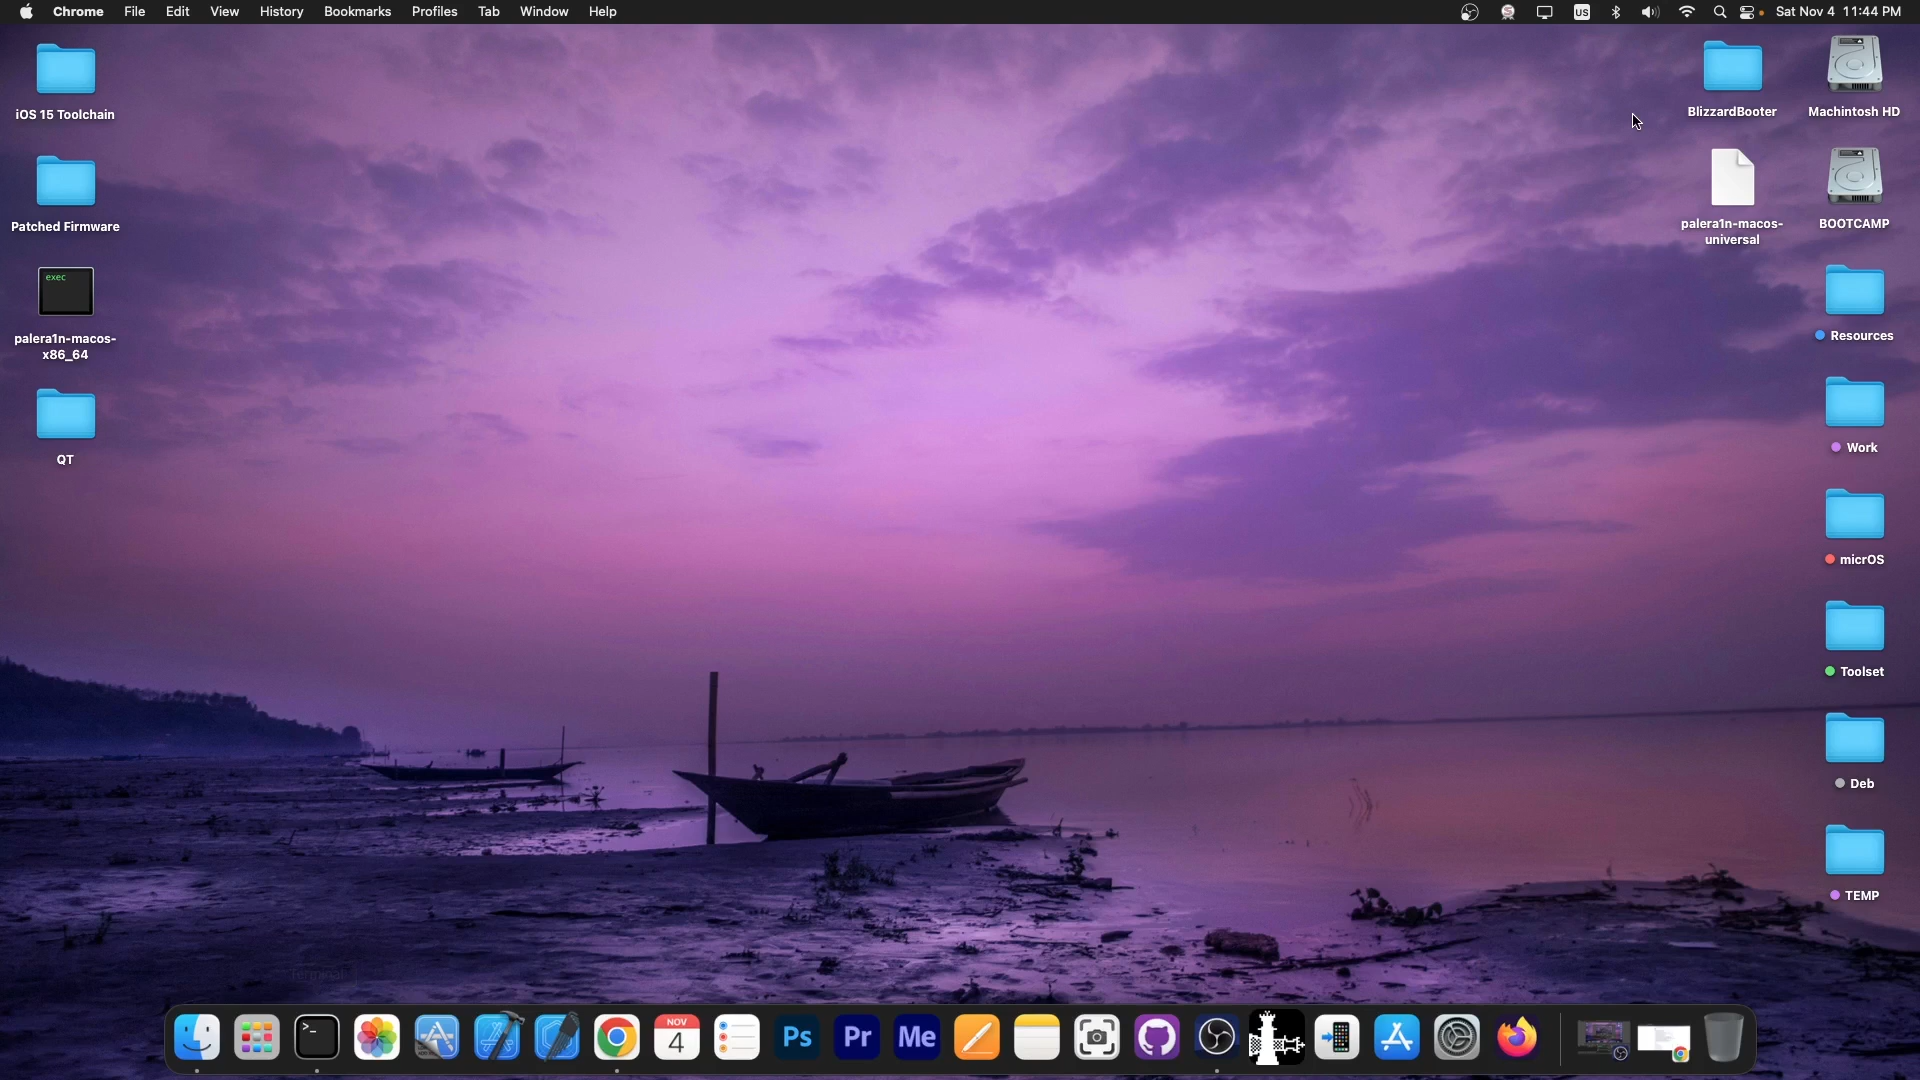 Chrome File Edit View History Bookmarks Profiles Tab Window Help
US
Sat Nov 4 11:44 PM
iOS 15 Toolchain
Patched Firmware
exec
palera1n-macos-
x86_64
QT
BlizzardBooter
Machintosh HD
palera1n-macos-
universal
BOOTCAMP
Resources
Work
micrOS
Toolset
Deb
TEMP
Terminal
>_
NOV
4
Ps
Pr
Me